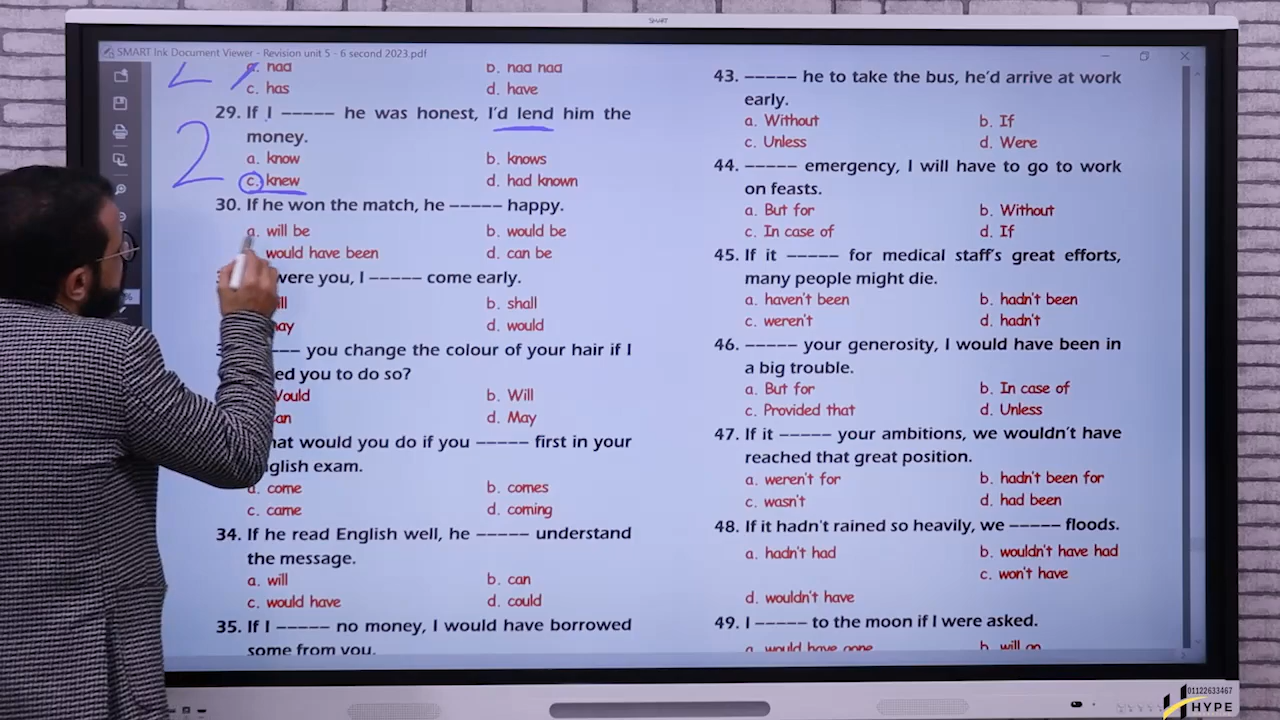 SMART
SMART Ink Document Viewer - Revision unit 5 - 6 second 2023.pdf
a. had
b. had had
c. has
d. have
29. If I ----- he was honest, I'd lend him the
money.
a. know
b. knows
c. knew
d. had known
2
30. If he won the match, he ----- happy.
a. will be
b. would be
would have been
d. can be
were you, I ----- come early.
b. shall
d. would
you change the colour of your hair if I
you to do so?
b. Will
d. May
would you do if you ----- first in your
exam.
a. come
b. comes
c. came
d. coming
34. If he read English well, he ----- understand
the message.
a. will
b. can
c. would have
d. could
35. If I ----- no money, I would have borrowed
some from you.
43. ----- he to take the bus, he'd arrive at work
early.
a. Without
b. If
c. Unless
d. Were
44. ----- emergency, I will have to go to work
on feasts.
a. But for
b. Without
c. In case of
d. If
45. If it ----- for medical staff's great efforts,
many people might die.
a. haven't been
b. hadn't been
c. weren't
d. hadn't
46. ----- your generosity, I would have been in
a big trouble.
a. But for
b. In case of
c. Provided that
d. Unless
47. If it ----- your ambitions, we wouldn't have
reached that great position.
a. weren't for
b. hadn't been for
c. wasn't
d. had been
48. If it hadn't rained so heavily, we ----- floods.
a. hadn't had
b. wouldn't have had
c. won't have
d. wouldn't have
49. I ----- to the moon if I were asked.
a. would have gone
b. will go
01122633467
HYPE